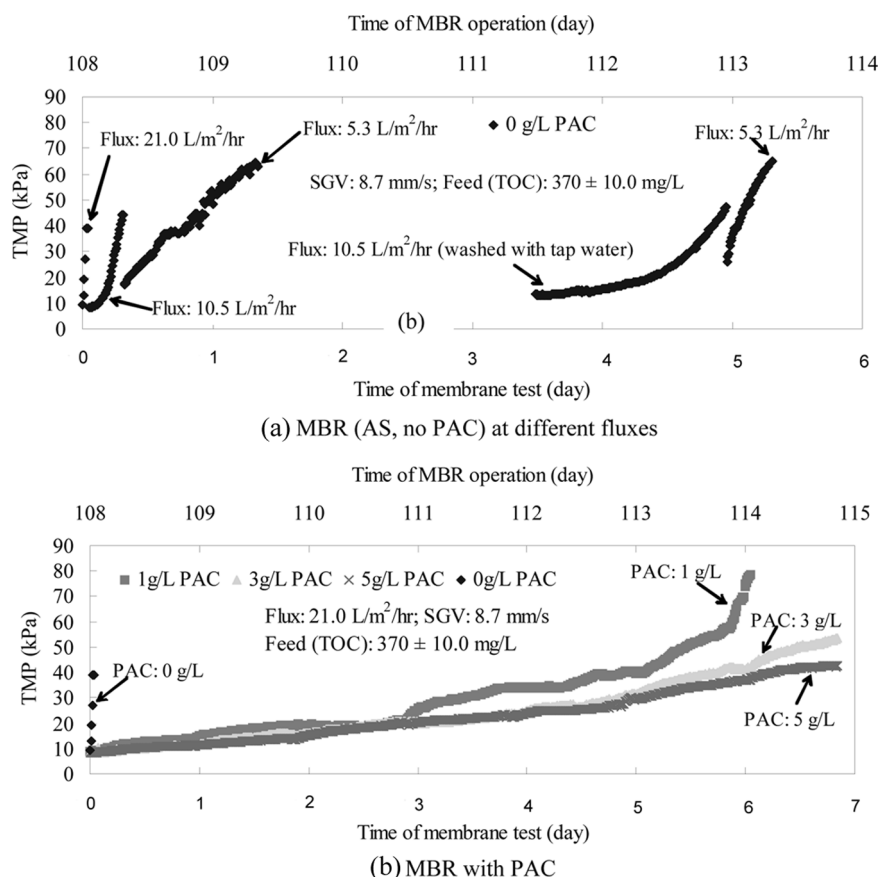 Time of MBR operation (day)
108 109 110 111 112 113 114
90
80
70
60
50
40
30
20
10
0
TMP (kPa)
Flux: 21.0 L/m²/hr
Flux: 5.3 L/m²/hr
0 g/L PAC
Flux: 5.3 L/m²/hr
SGV: 8.7 mm/s; Feed (TOC): 370 ± 10.0 mg/L
Flux: 10.5 L/m²/hr (washed with tap water)
Flux: 10.5 L/m²/hr
(b)
0 1 2 3 4 5 6
Time of membrane test (day)
(a) MBR (AS, no PAC) at different fluxes
Time of MBR operation (day)
108 109 110 111 112 113 114 115
90
80
70
60
50
40
30
20
10
0
TMP (kPa)
1g/L PAC 3g/L PAC 5g/L PAC 0g/L PAC
Flux: 21.0 L/m²/hr; SGV: 8.7 mm/s
Feed (TOC): 370 ± 10.0 mg/L
PAC: 1 g/L
PAC: 0 g/L
PAC: 3 g/L
PAC: 5 g/L
0 1 2 3 4 5 6 7
Time of membrane test (day)
(b) MBR with PAC